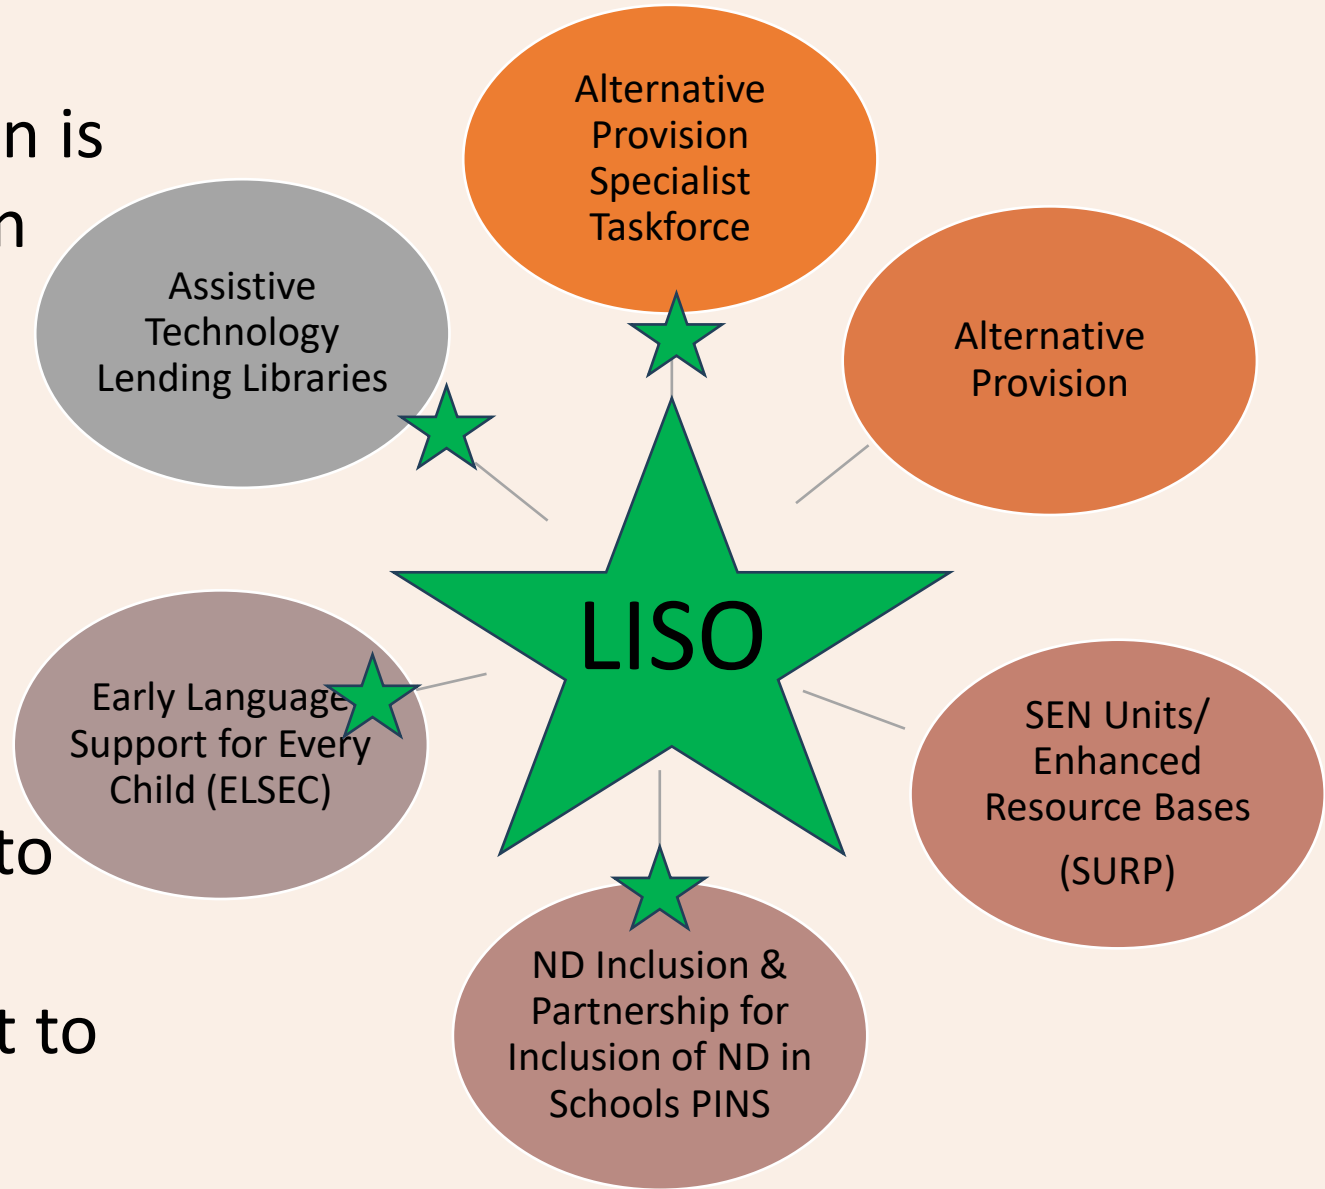 n is
m
to
t to
Alternative
Provision
Specialist
Taskforce
Alternative
Provision
SEN Units/
Enhanced
Resource Bases
(SURP)
ND Inclusion &
Partnership for
Inclusion of ND in
Schools PINS
Early Language
Support for Every
Child (ELSEC)
Assistive
Technology
Lending Libraries
LISO